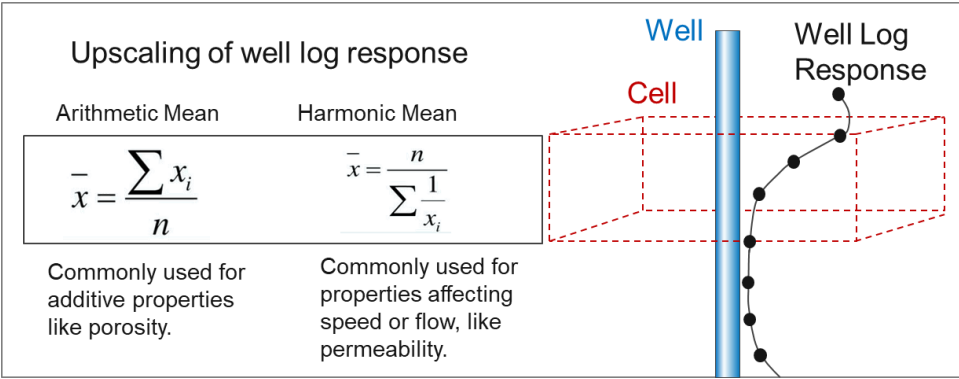 Upscaling of well log response
Arithmetic Mean
Harmonic Mean
x̄ = ∑ xᵢ / n
x̄ = n / ∑ 1/xᵢ
Commonly used for
additive properties
like porosity.
Commonly used for
properties affecting
speed or flow, like
permeability.
Well
Well Log
Response
Cell